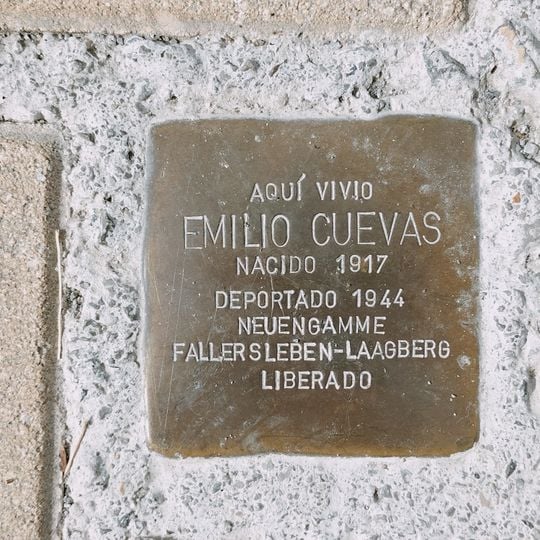 AQUÍ VIVIO
EMILIO CUEVAS
NACIDO 1917
DEPORTADO 1944
NEUENGAMME
FALLERSLEBEN-LAAGBERG
LIBERADO